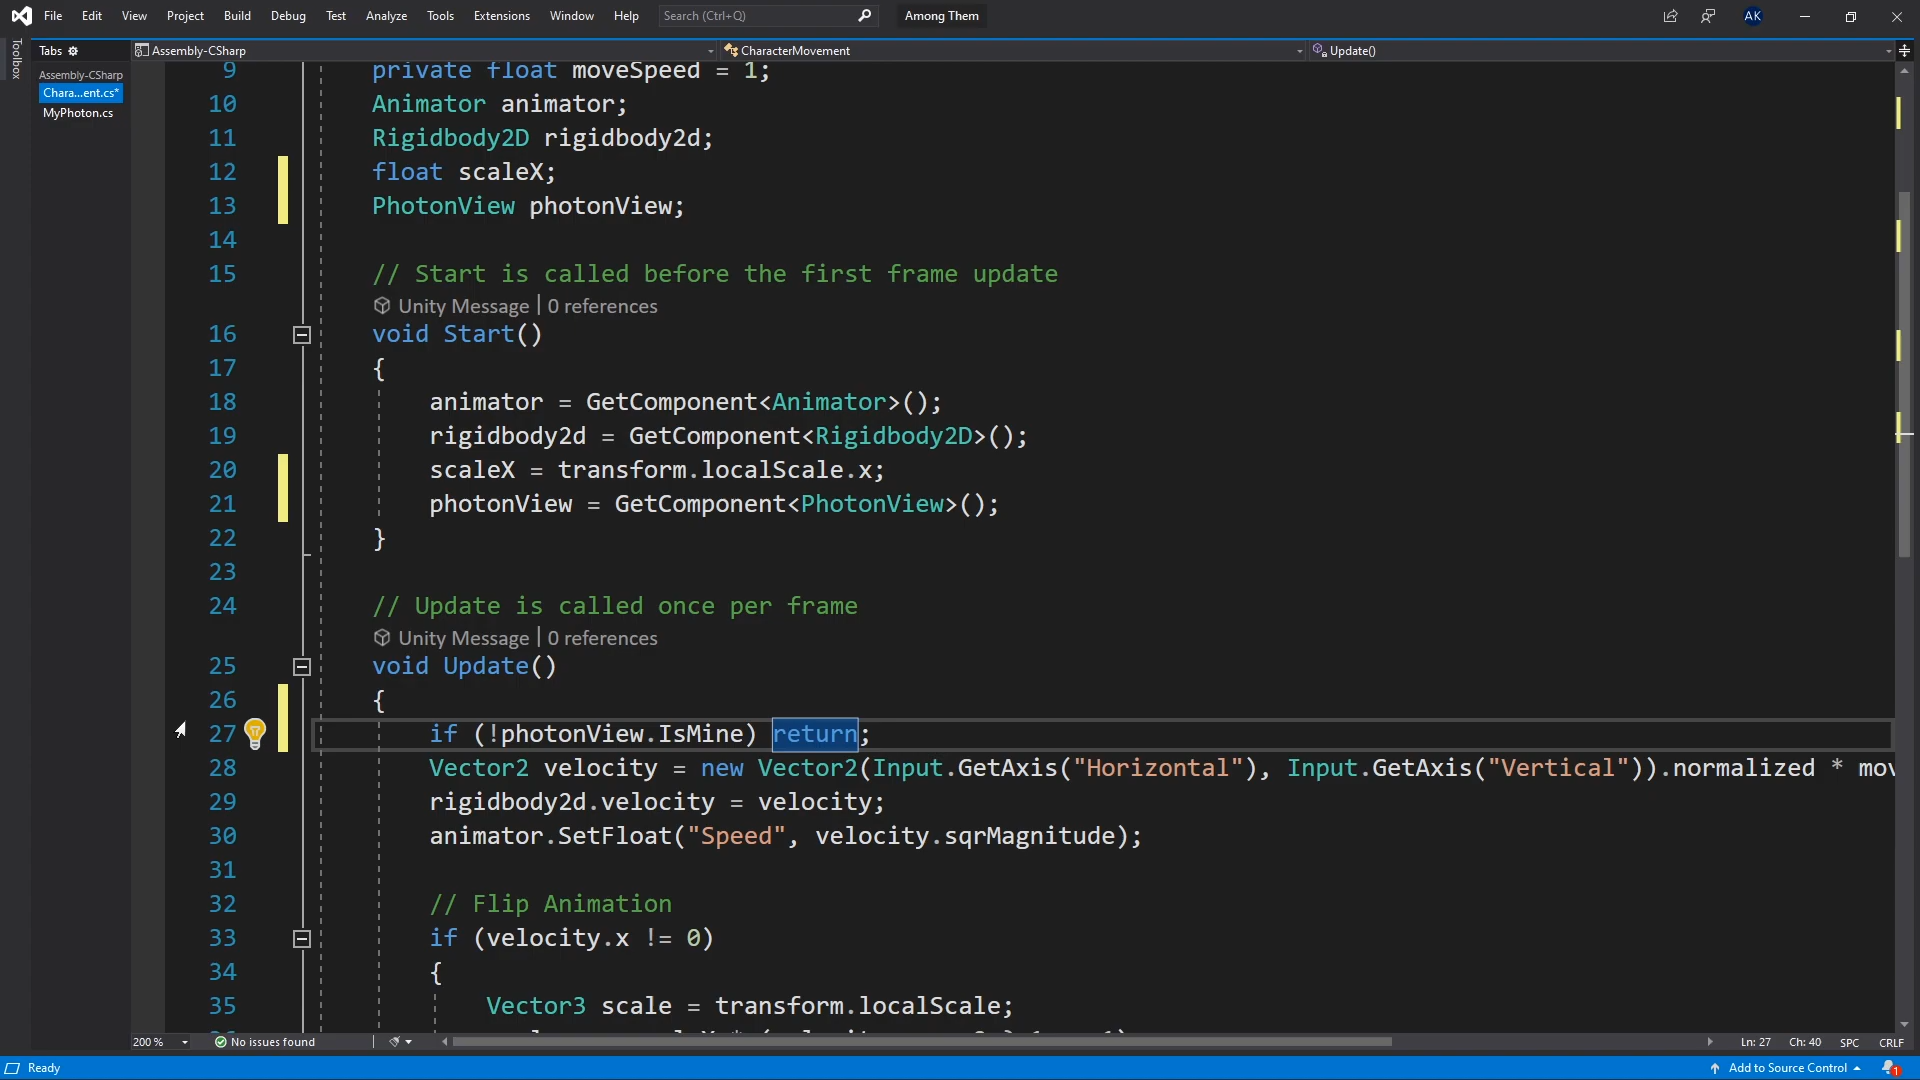 File Edit View Project Build Debug Test Analyze Tools Extensions Window Help Search (Ctrl+Q) Among Them AK
Toolbox
Tabs
Assembly-CSharp CharacterMovement Update()
Assembly-CSharp
Chara...ent.cs*
MyPhoton.cs
9 private float moveSpeed = 1;
10 Animator animator;
11 Rigidbody2D rigidbody2d;
12 float scaleX;
13 PhotonView photonView;
14
15 // Start is called before the first frame update
Unity Message | 0 references
16 void Start()
17 {
18 animator = GetComponent<Animator>();
19 rigidbody2d = GetComponent<Rigidbody2D>();
20 scaleX = transform.localScale.x;
21 photonView = GetComponent<PhotonView>();
22 }
23
24 // Update is called once per frame
Unity Message | 0 references
25 void Update()
26 {
27 if (!photonView.IsMine) return;
28 Vector2 velocity = new Vector2(Input.GetAxis("Horizontal"), Input.GetAxis("Vertical")).normalized * mov
29 rigidbody2d.velocity = velocity;
30 animator.SetFloat("Speed", velocity.sqrMagnitude);
31
32 // Flip Animation
33 if (velocity.x != 0)
34 {
35 Vector3 scale = transform.localScale;
200 % No issues found Ln: 27 Ch: 40 SPC CRLF
Ready Add to Source Control 1